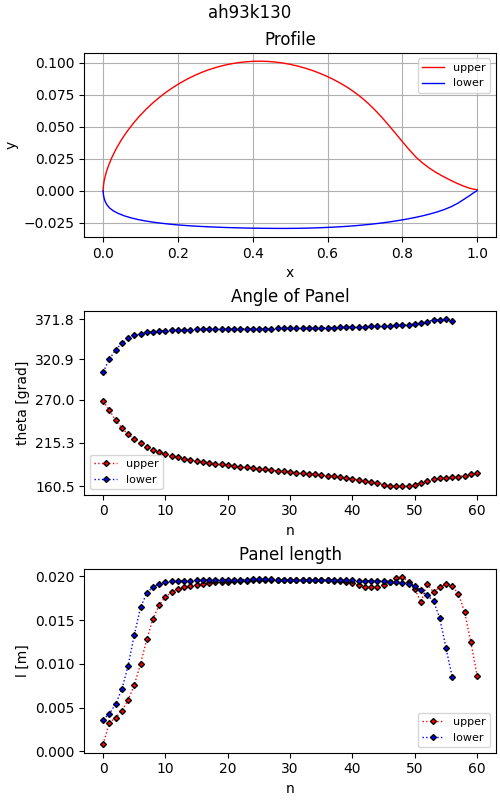 ah93k130
Profile
0.100
0.075
0.050
0.025
0.000
−0.025
y
upper
lower
0.0 0.2 0.4 0.6 0.8 1.0
x
Angle of Panel
371.8
320.9
270.0
215.3
160.5
theta [grad]
upper
lower
0 10 20 30 40 50 60
n
Panel length
0.020
0.015
0.010
0.005
0.000
l [m]
upper
lower
0 10 20 30 40 50 60
n